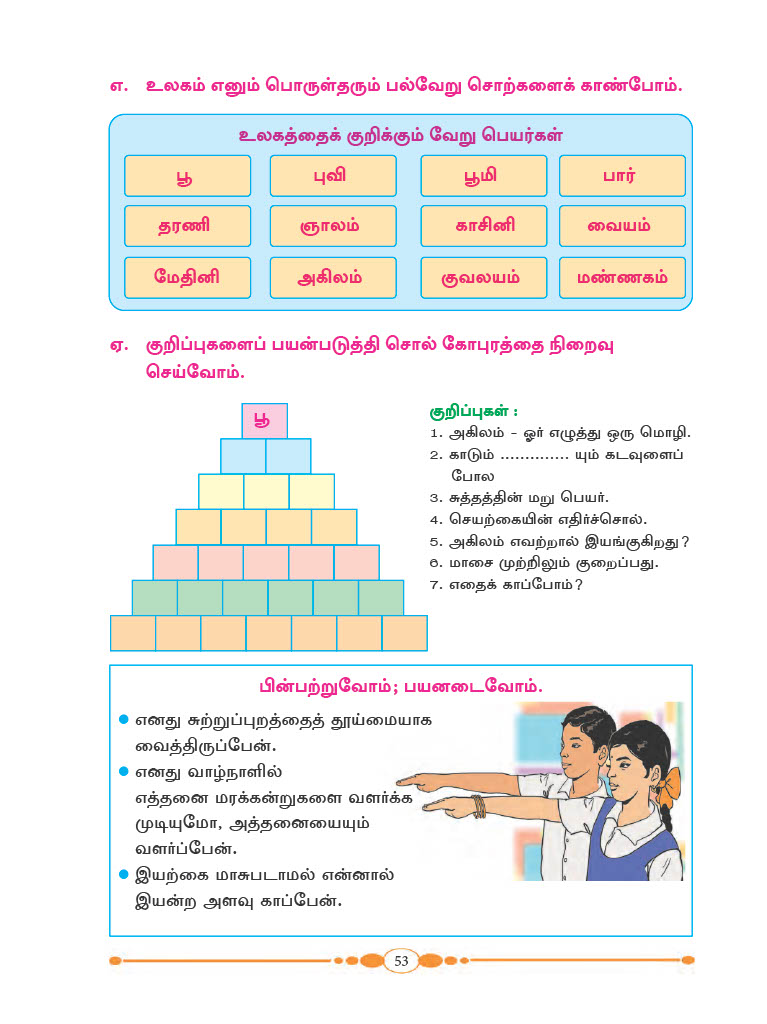 எ. உலகம் எனும் பொருள்தரும் பல்வேறு சொற்களைக் காண்போம்.
உலகத்தைக் குறிக்கும் வேறு பெயர்கள்
பூ புவி பூமி பார்
தரணி ஞாலம் காசினி வையம்
மேதினி அகிலம் குவலயம் மண்ணகம்
ஏ. குறிப்புகளைப் பயன்படுத்தி சொல் கோபுரத்தை நிறைவு
செய்வோம்.
பூ
குறிப்புகள் :
1. அகிலம் - ஓர் எழுத்து ஒரு மொழி.
2. காடும் .............. யும் கடவுளைப்
போல
3. சுத்தத்தின் மறு பெயர்.
4. செயற்கையின் எதிர்ச்சொல்.
5. அகிலம் எவற்றால் இயங்குகிறது?
6. மாசை முற்றிலும் குறைப்பது.
7. எதைக் காப்போம்?
பின்பற்றுவோம்; பயனடைவோம்.
● எனது சுற்றுப்புறத்தைத் தூய்மையாக
வைத்திருப்பேன்.
● எனது வாழ்நாளில்
எத்தனை மரக்கன்றுகளை வளர்க்க
முடியுமோ, அத்தனையையும்
வளர்ப்பேன்.
● இயற்கை மாசுபடாமல் என்னால்
இயன்ற அளவு காப்பேன்.
53